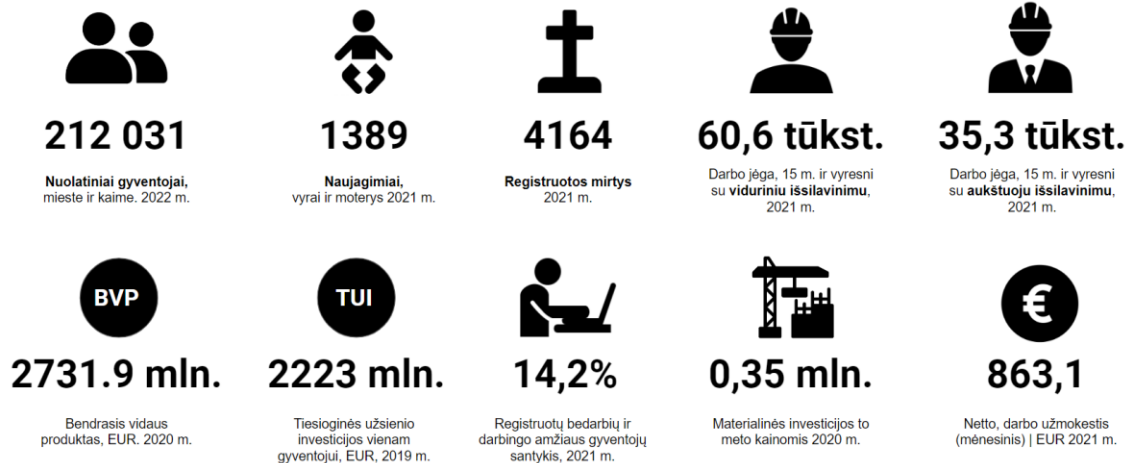 212 031
Nuolatiniai gyventojai,
mieste ir kaime. 2022 m.
1389
Naujagimiai,
vyrai ir moterys 2021 m.
4164
Registruotos mirtys
2021 m.
60,6 tūkst.
Darbo jėga, 15 m. ir vyresni
su viduriniu išsilavinimu,
2021 m.
35,3 tūkst.
Darbo jėga, 15 m. ir vyresni
su aukštuoju išsilavinimu,
2021 m.
BVP
2731.9 mln.
Bendrasis vidaus
produktas, EUR. 2020 m.
TUI
2223 mln.
Tiesioginės užsienio
investicijos vienam
gyventojui, EUR, 2019 m.
14,2%
Registruotų bedarbių ir
darbingo amžiaus gyventojų
santykis, 2021 m.
0,35 mln.
Materialinės investicijos to
meto kainomis 2020 m.
€
863,1
Netto, darbo užmokestis
(mėnesinis) | EUR 2021 m.